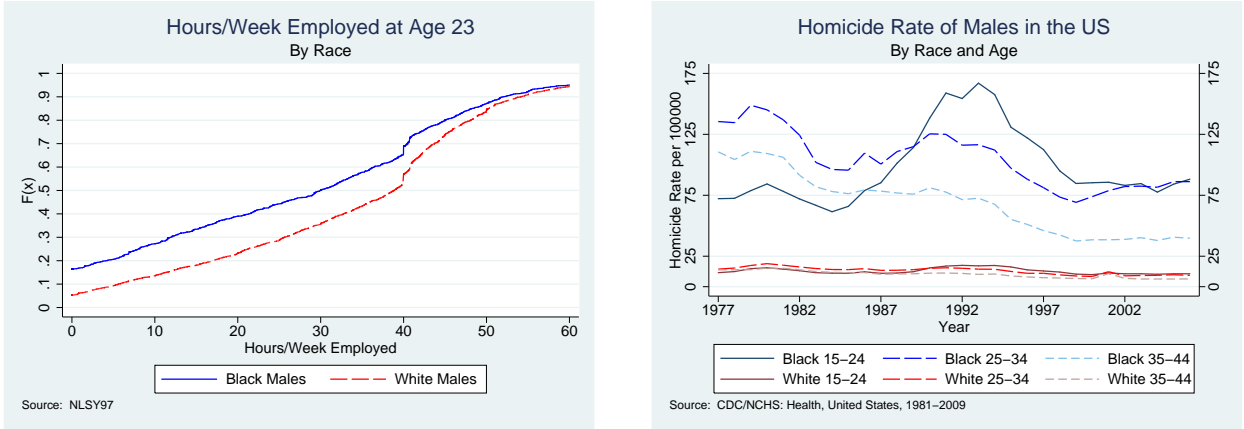 Hours/Week Employed at Age 23
By Race
F(x)
1
.9
.8
.7
.6
.5
.4
.3
.2
.1
0
0 10 20 30 40 50 60
Hours/Week Employed
Black Males White Males
Source: NLSY97
Homicide Rate of Males in the US
By Race and Age
Homicide Rate per 100000
175 175
125 125
75 75
25 25
0 0
1977 1982 1987 1992 1997 2002
Year
Black 15−24 Black 25−34 Black 35−44
White 15−24 White 25−34 White 35−44
Source: CDC/NCHS: Health, United States, 1981−2009